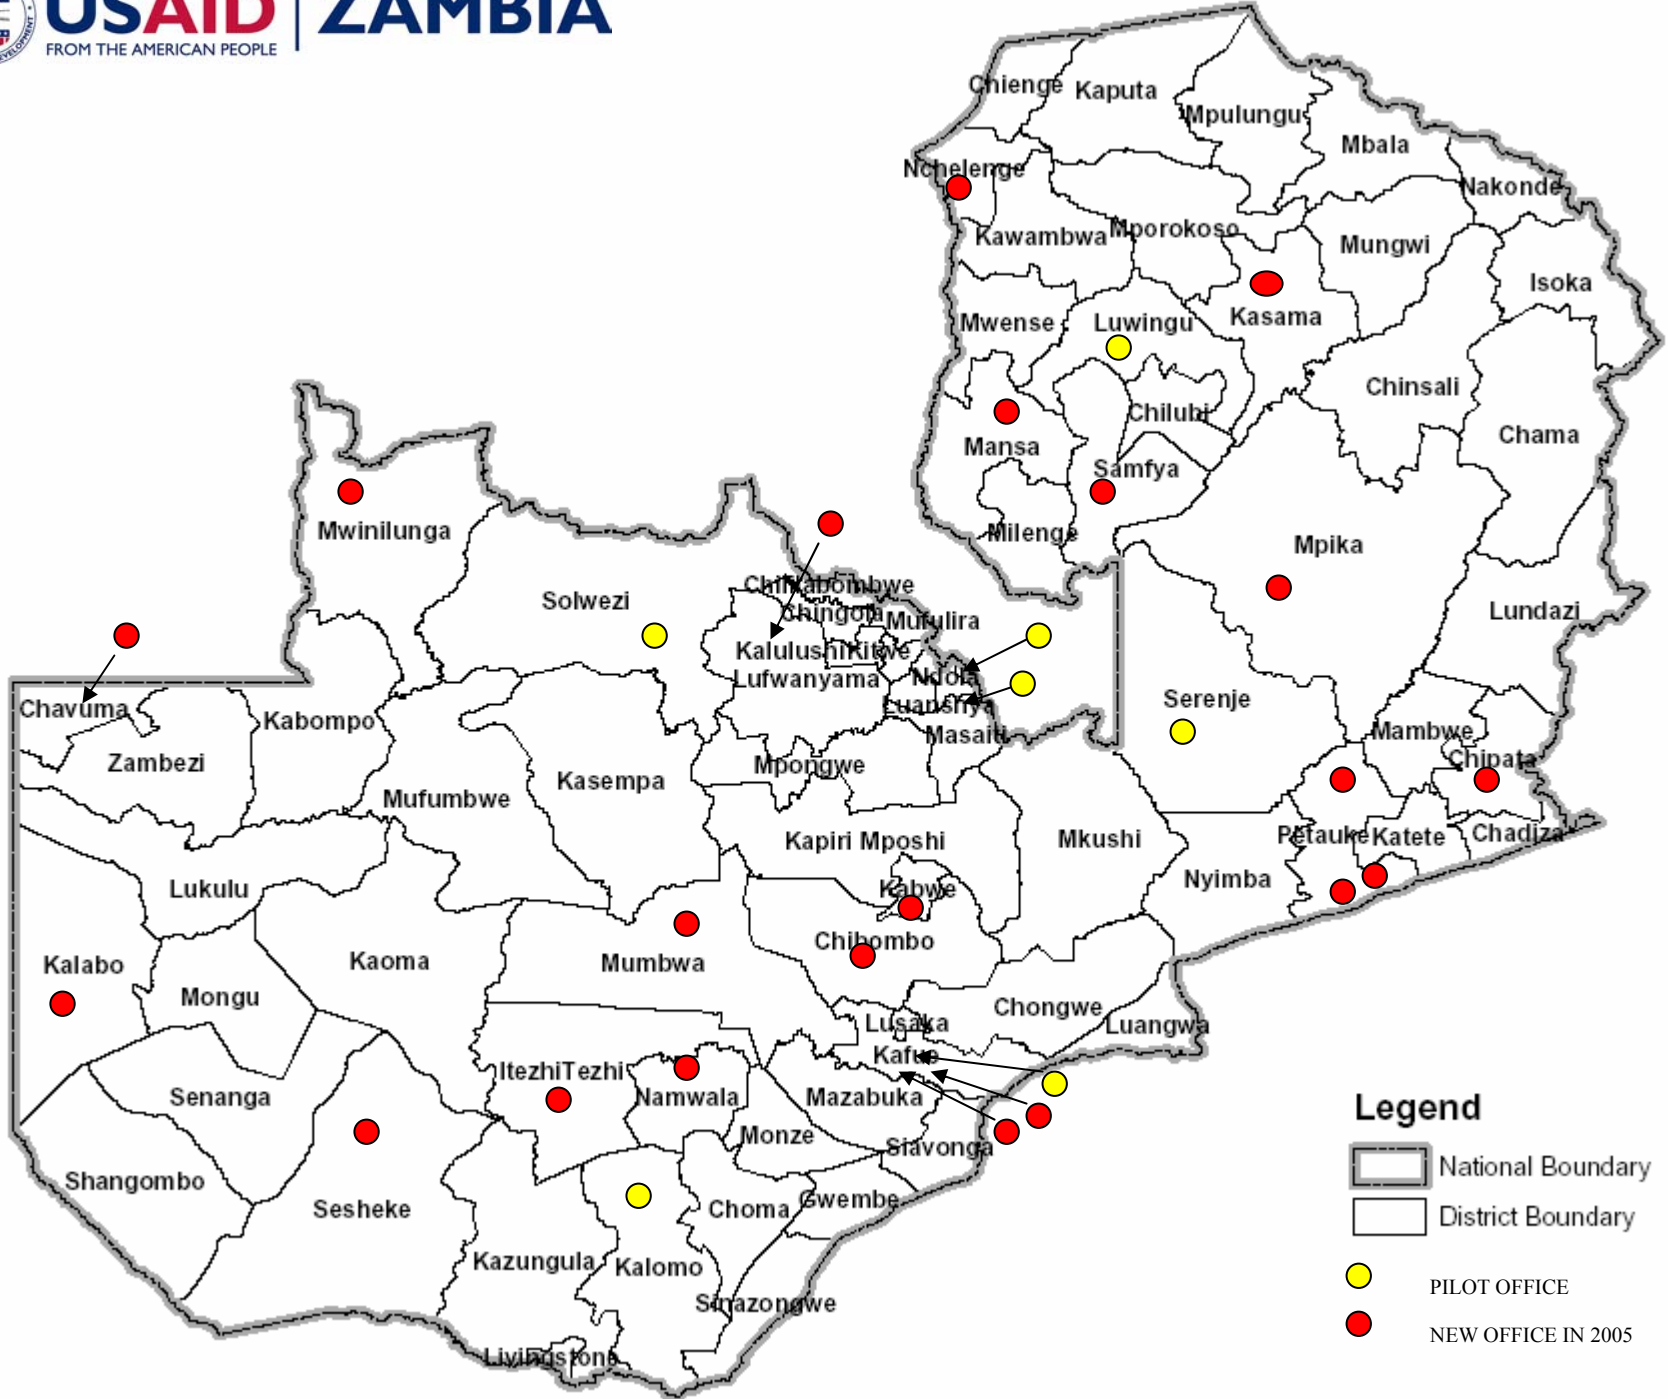 USAID | ZAMBIA
FROM THE AMERICAN PEOPLE
Chienge
Kaputa
Mpulungu
Mbala
Nchelenge
Nakonde
Kawambwa
Mporokoso
Mungwi
Isoka
Mwense
Luwingu
Kasama
Chinsali
Chilubi
Chama
Mansa
Samfya
Mwinilunga
Milenge
Mpika
Chililabombwe
Solwezi
Chingola
Mufulira
Lundazi
Kalulushi
Kitwe
Lufwanyama
Ndola
Chavuma
Kabompo
Luanshya
Serenje
Masaiti
Mambwe
Zambezi
Mpongwe
Chipata
Kasempa
Mufumbwe
Kapiri Mposhi
Mkushi
Petauke
Katete
Chadiza
Lukulu
Kabwe
Nyimba
Chibombo
Kalabo
Kaoma
Mumbwa
Mongu
Chongwe
Lusaka
Luangwa
Kafue
ItezhiTezhi
Senanga
Namwala
Mazabuka
Monze
Siavonga
Shangombo
Sesheke
Choma
Gwembe
Kazungula
Kalomo
Sinazongwe
Livingstone
Legend
National Boundary
District Boundary
PILOT OFFICE
NEW OFFICE IN 2005